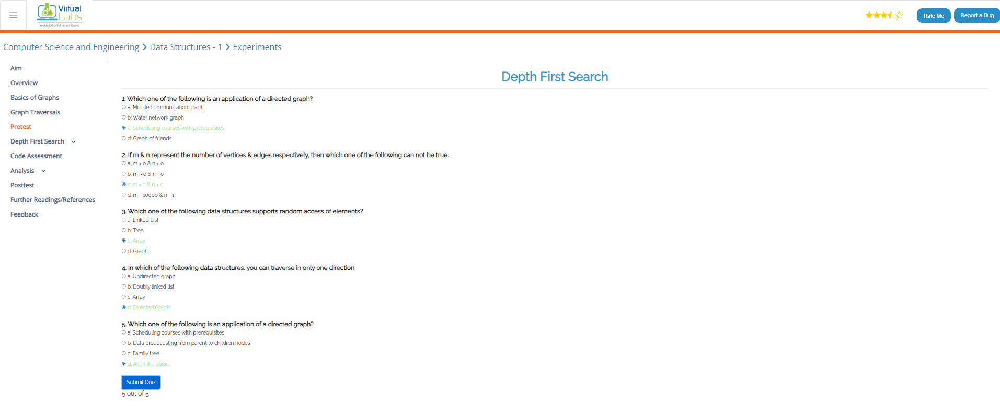 Virtual
Labs
An MoE Govt of India Initiative
Rate Me
Report a Bug
Computer Science and Engineering > Data Structures - 1 > Experiments
Aim
Overview
Basics of Graphs
Graph Traversals
Pretest
Depth First Search
Code Assessment
Analysis
Posttest
Further Readings/References
Feedback
Depth First Search
1. Which one of the following is an application of a directed graph?
a: Mobile communication graph
b: Water network graph
c: Scheduling courses with prerequisites
d: Graph of friends
2. If m & n represent the number of vertices & edges respectively, then which one of the following can not be true.
a: m > 0 & n > 0
b: m > 0 & n = 0
c: m = 0 & n > 0
d: m = 10000 & n = 1
3. Which one of the following data structures supports random access of elements?
a: Linked List
b: Tree
c: Array
d: Graph
4. In which of the following data structures, you can traverse in only one direction
a: Undirected graph
b: Doubly linked list
c: Array
d: Directed Graph
5. Which one of the following is an application of a directed graph?
a: Scheduling courses with prerequisites
b: Data broadcasting from parent to children nodes
c: Family tree
d: All of the above
Submit Quiz
5 out of 5